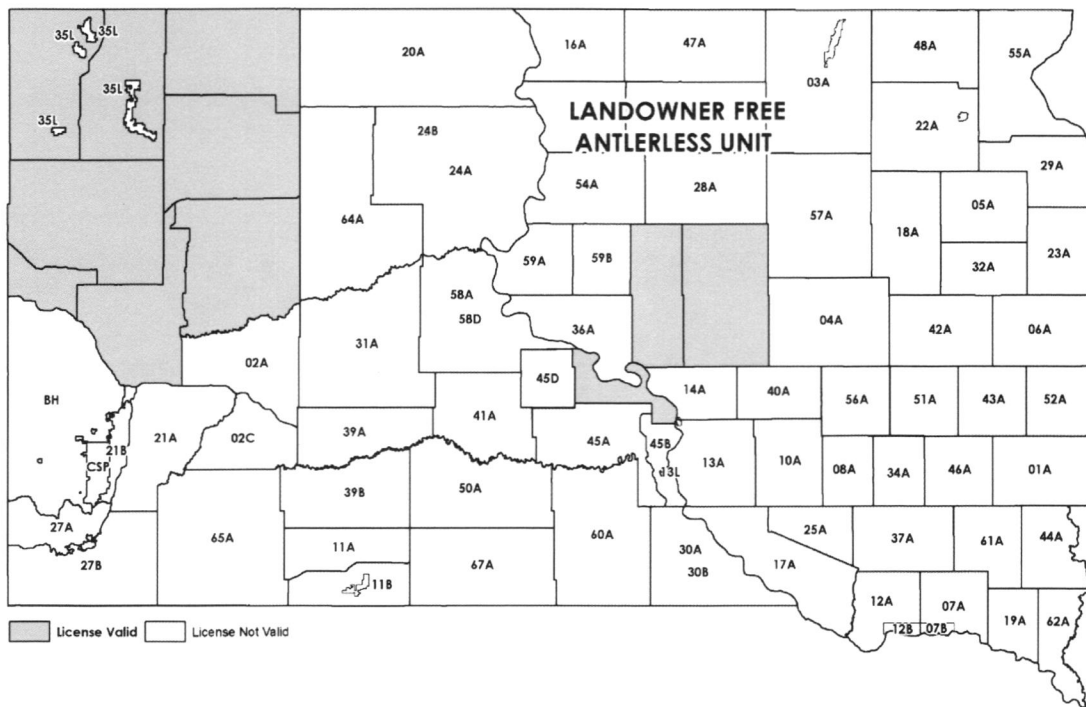 35L 35L
20A 16A 47A 48A 55A
35L 03A
35L
LANDOWNER FREE
ANTLERLESS UNIT
24B 22A
24A 54A 28A 29A
64A 57A 18A 05A
59A 59B 32A 23A
58A
58D 36A 04A 42A 06A
31A
02A
45D 14A 40A
BH 56A 51A 43A 52A
21A 41A
21B 02C 39A 45A 45B
CSP 13L 13A 10A 08A 34A 46A 01A
39B 50A
27A
65A 60A 25A
11A 30A 37A 61A 44A
27B 67A 30B 17A
11B 12A 07A
19A 62A
12B 07B
License Valid License Not Valid